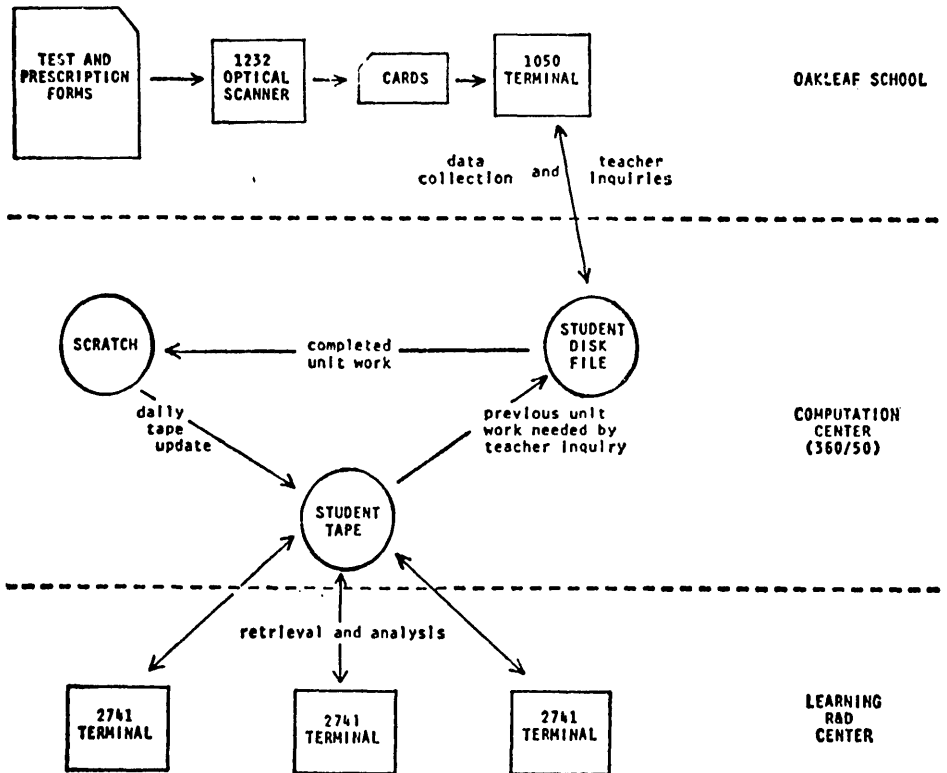 TEST AND
PRESCRIPTION
FORMS
1232
OPTICAL
SCANNER
CARDS
1050
TERMINAL
OAKLEAF SCHOOL
data
collection
and
teacher
inquiries
SCRATCH
completed
unit work
STUDENT
DISK
FILE
daily
tape
update
previous unit
work needed by
teacher inquiry
COMPUTATION
CENTER
(360/50)
STUDENT
TAPE
retrieval and analysis
2741
TERMINAL
2741
TERMINAL
2741
TERMINAL
LEARNING
R&D
CENTER